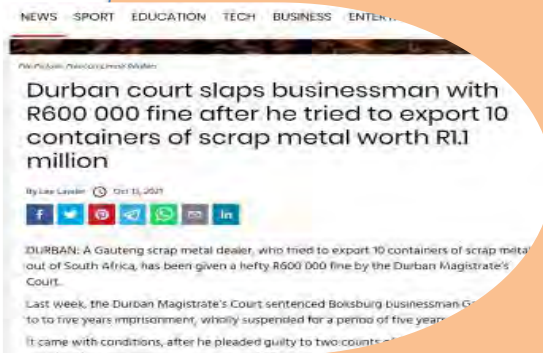 NEWS SPORT EDUCATION TECH BUSINESS
Durban court slaps businessman with
R600 000 fine after he tried to export 10
containers of scrap metal worth R1.1
million
By Oct 13, 2021
DURBAN: A Gauteng scrap metal dealer, who tried to export 10 containers of scrap metal
out of South Africa, has been given a hefty R600 000 fine by the Durban Magistrate's
Court.
Last week, the Durban Magistrate's Court sentenced Boksburg businessman
to to five years imprisonment, wholly suspended for a period of five years
It came with conditions, after he pleaded guilty to two counts